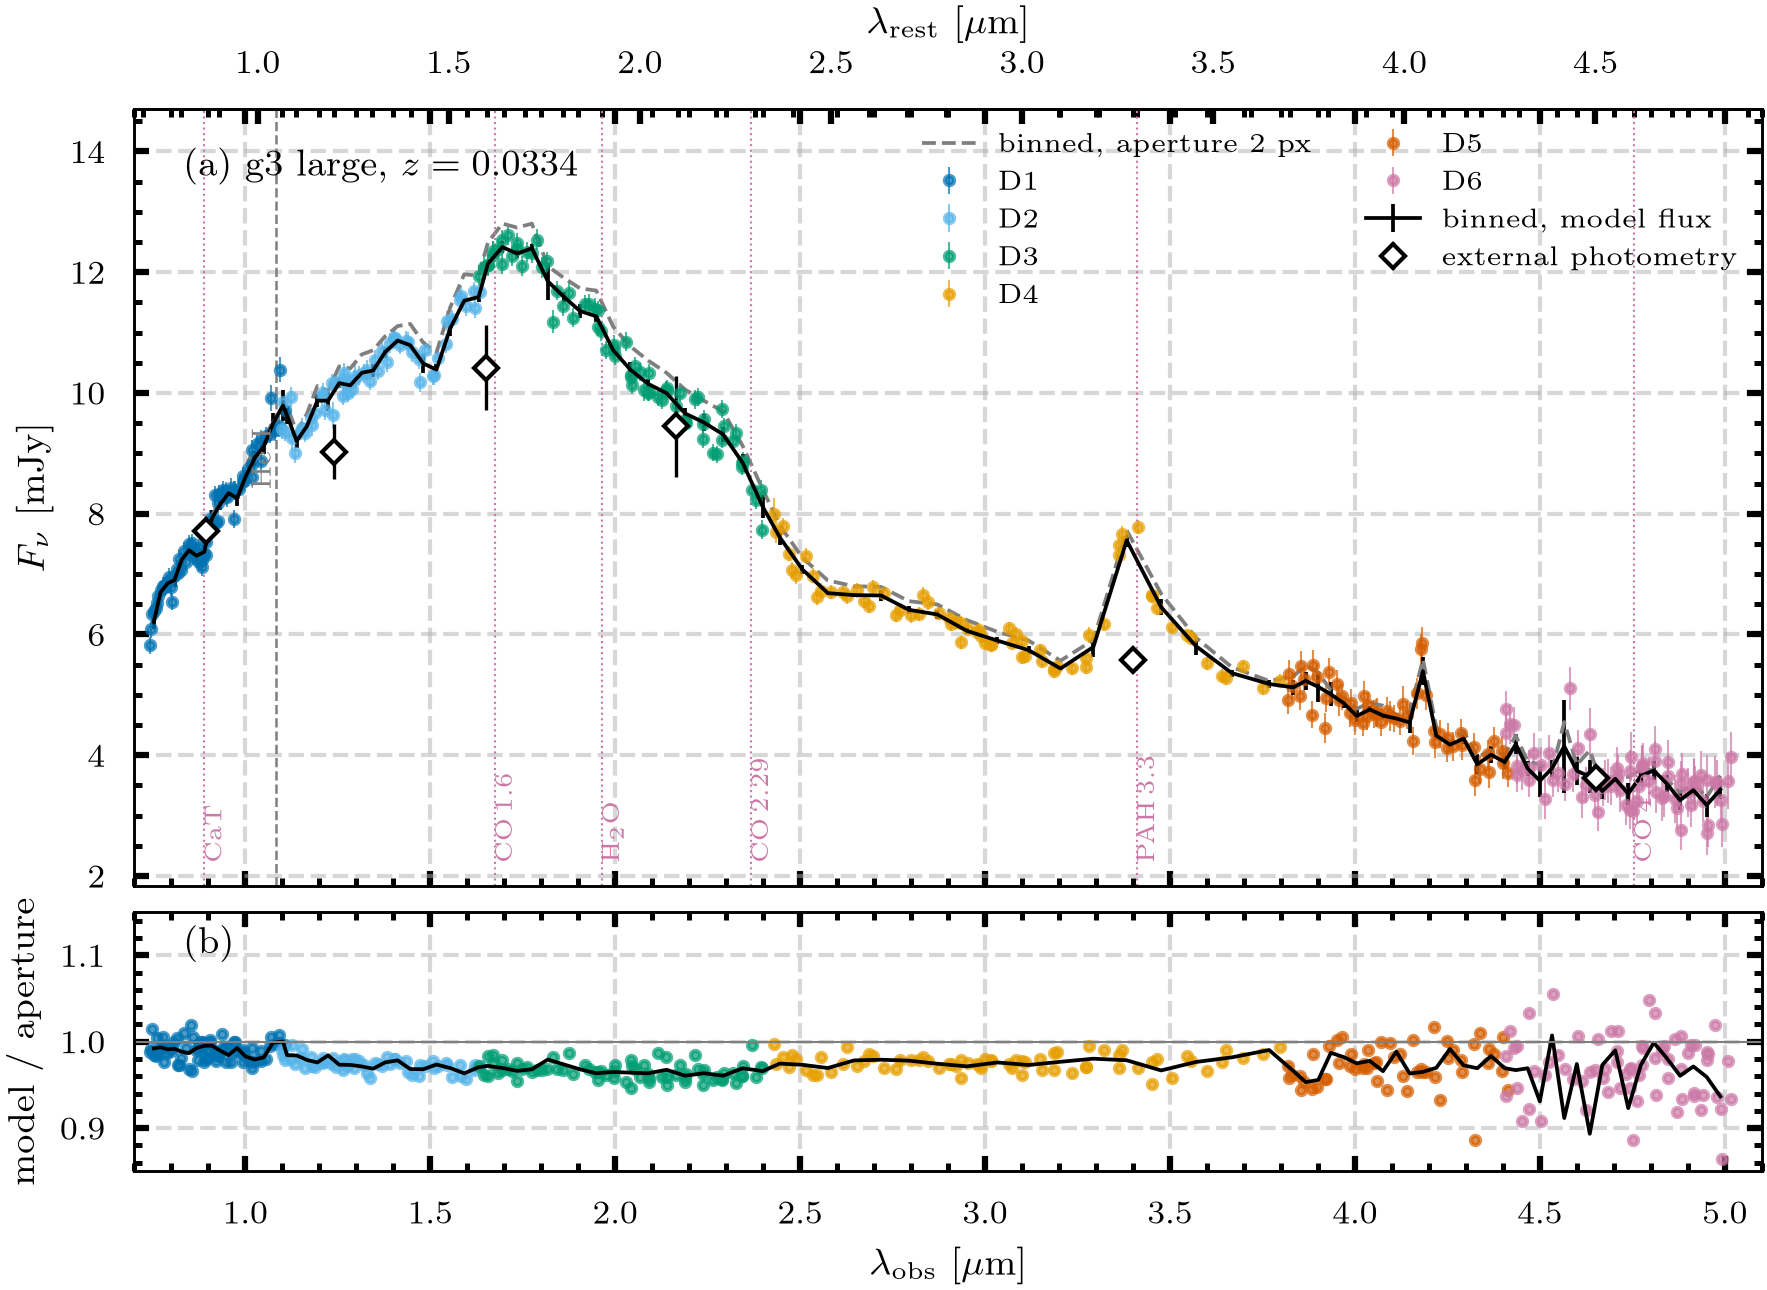 λrest [μm]
1.0 1.5 2.0 2.5 3.0 3.5 4.0 4.5
(a) g3 large, z = 0.0334
binned, aperture 2 px
D1
D2
D3
D4
D5
D6
binned, model flux
external photometry
14
12
10
8
6
4
2
Fν [mJy]
CaT
CO 1.6
H2O
CO 2.29
PAH 3.3
(b)
1.1
1.0
0.9
model / aperture
1.0 1.5 2.0 2.5 3.0 3.5 4.0 4.5 5.0
λobs [μm]